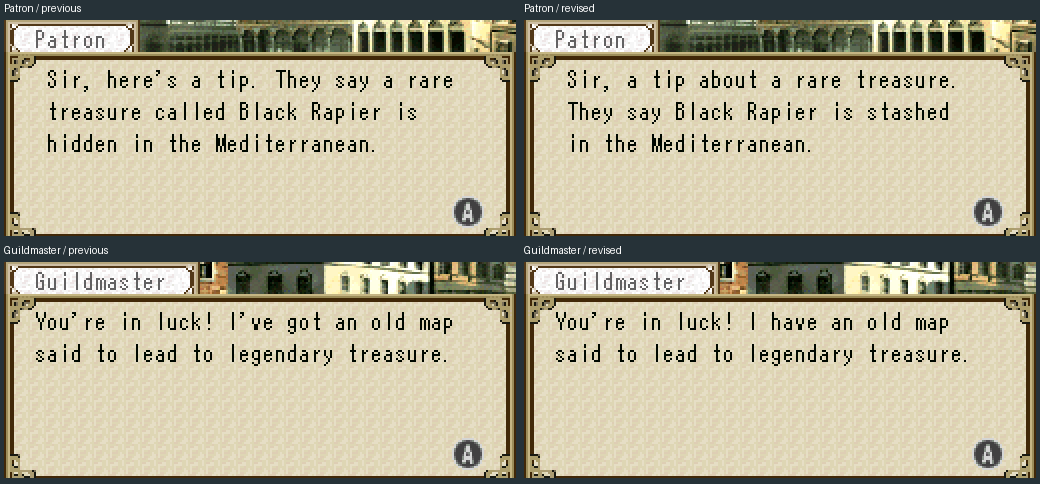 Patron / previous
Patron
Sir, here's a tip. They say a rare
treasure called Black Rapier is
hidden in the Mediterranean.
A
Patron / revised
Patron
Sir, a tip about a rare treasure.
They say Black Rapier is stashed
in the Mediterranean.
A
Guildmaster / previous
Guildmaster
You're in luck! I've got an old map
said to lead to legendary treasure.
A
Guildmaster / revised
Guildmaster
You're in luck! I have an old map
said to lead to legendary treasure.
A